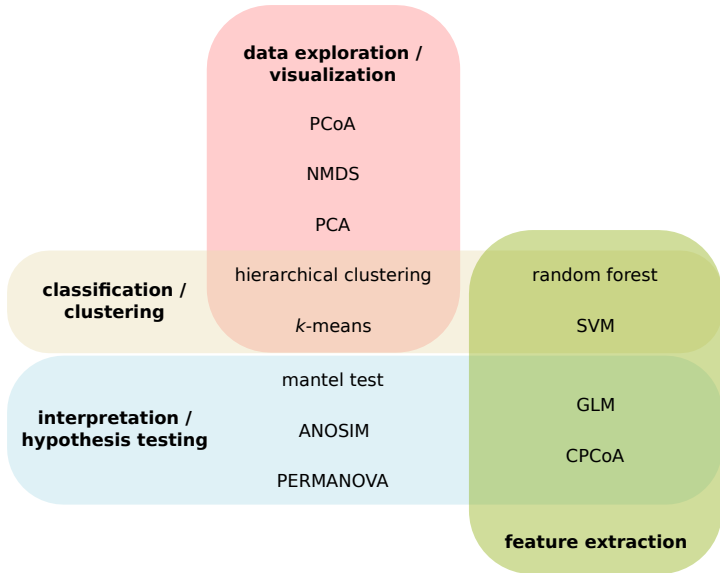 data exploration /
visualization
PCoA
NMDS
PCA
classification /
clustering
hierarchical clustering
k-means
random forest
SVM
interpretation /
hypothesis testing
mantel test
ANOSIM
PERMANOVA
GLM
CPCoA
feature extraction